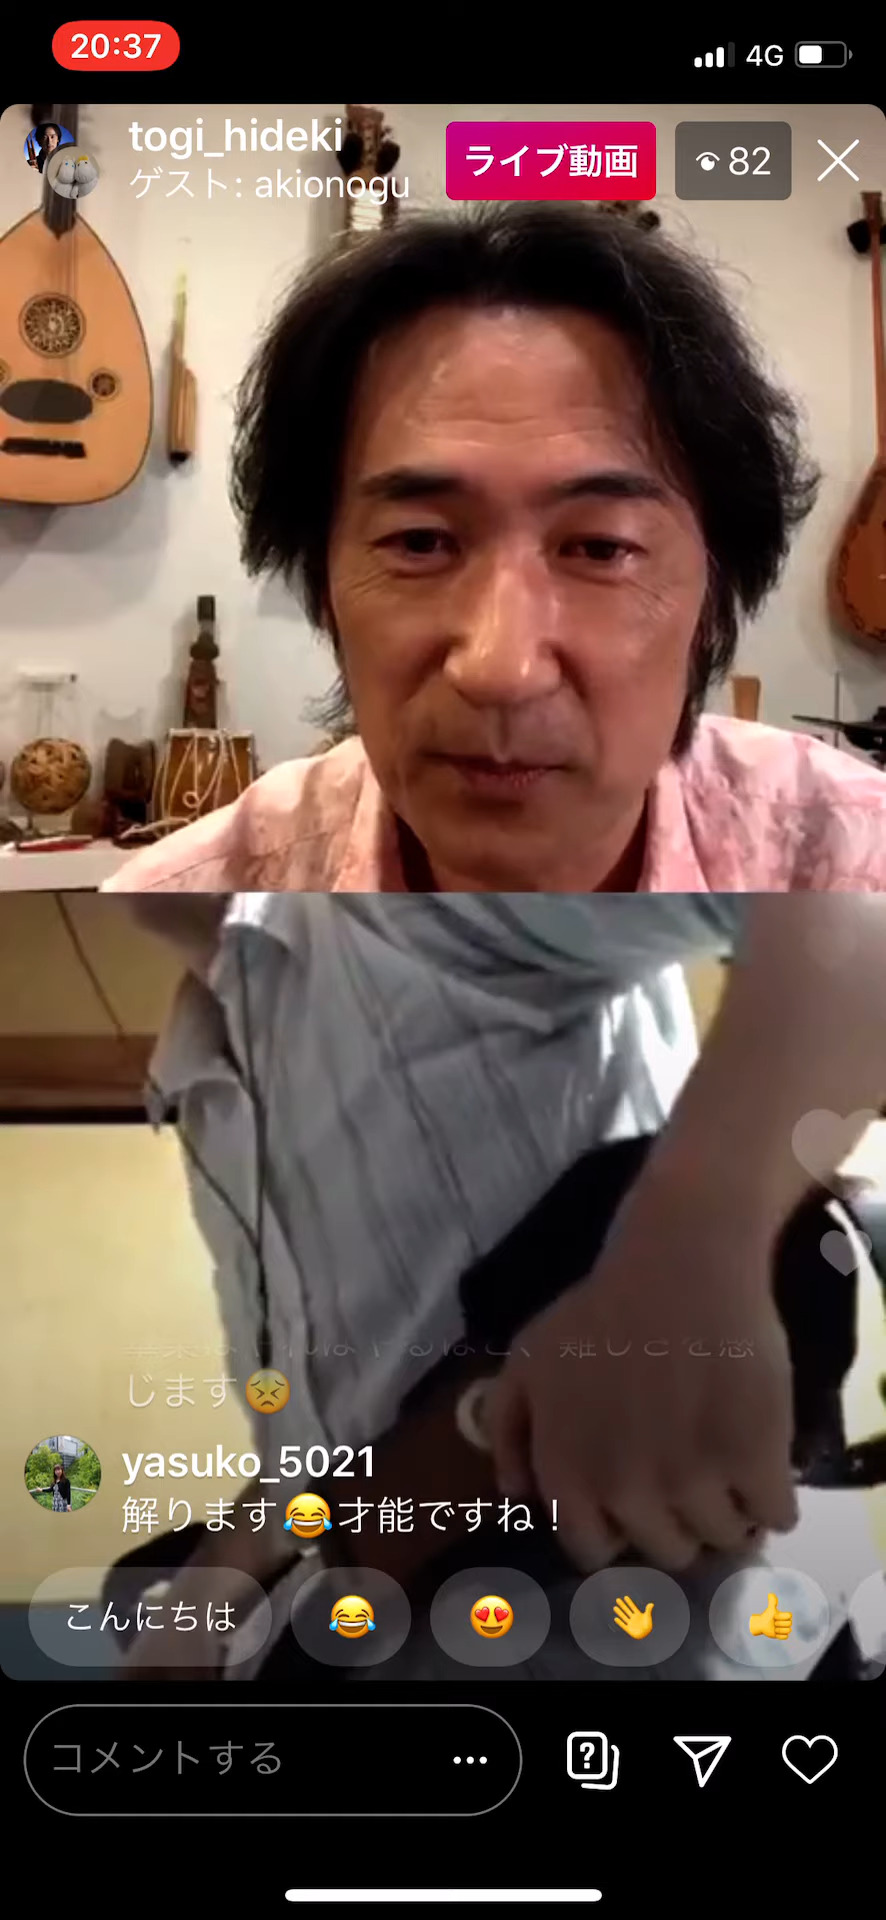 20:37
4G
togi_hideki
ゲスト: akionogu
ライブ動画
82
じます😣
yasuko_5021
解ります😂才能ですね！
こんにちは
コメントする